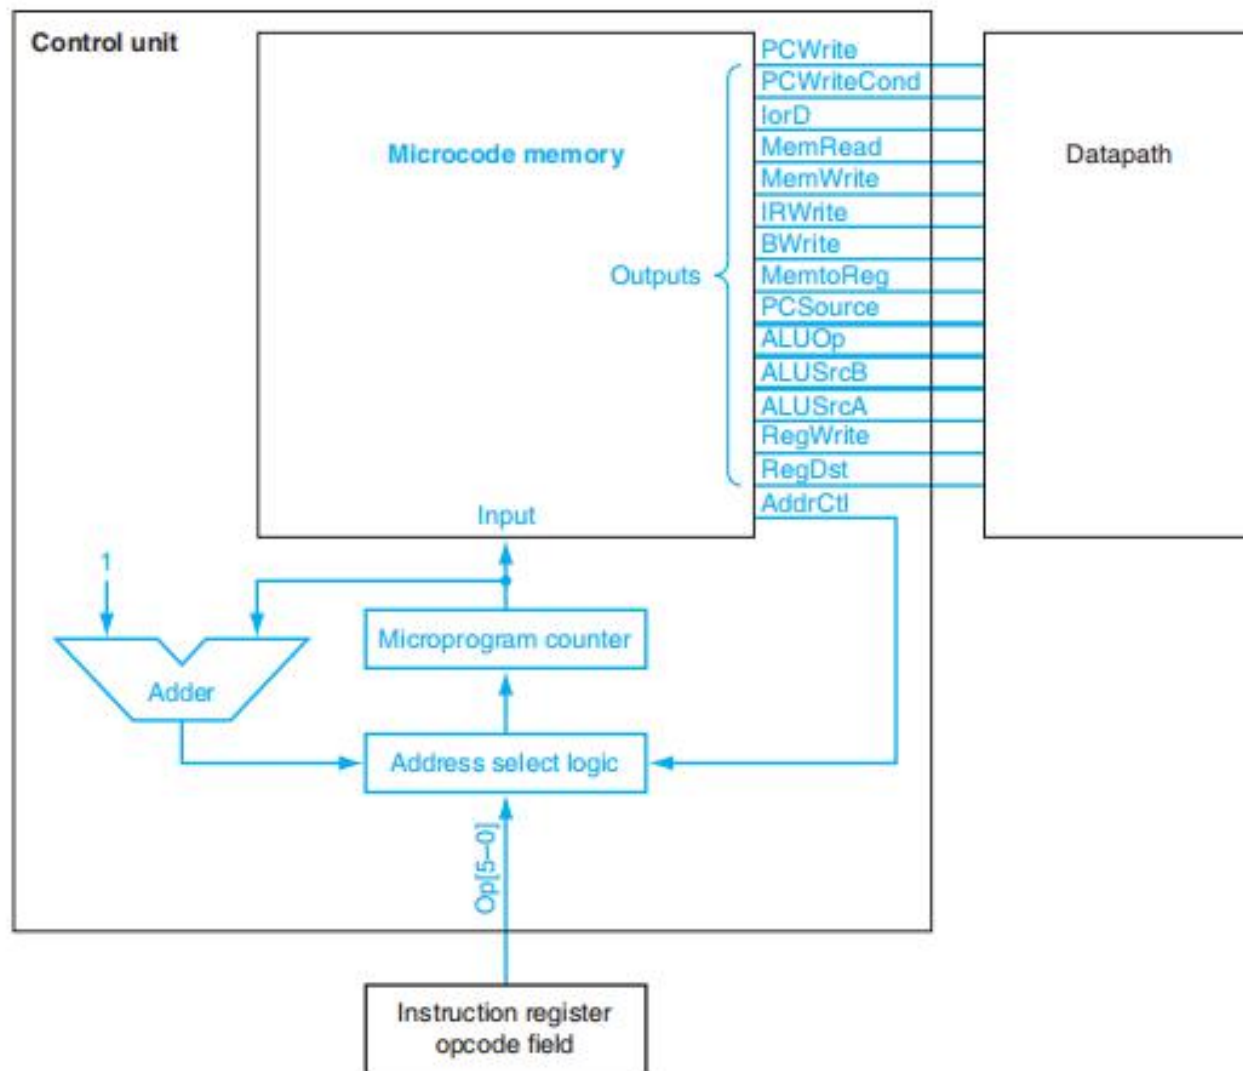 Control unit
Microcode memory
Datapath
Outputs
PCWrite
PCWriteCond
IorD
MemRead
MemWrite
IRWrite
BWrite
MemtoReg
PCSource
ALUOp
ALUSrcB
ALUSrcA
RegWrite
RegDst
AddrCtl
Input
1
Microprogram counter
Adder
Address select logic
Op[5–0]
Instruction register
opcode field